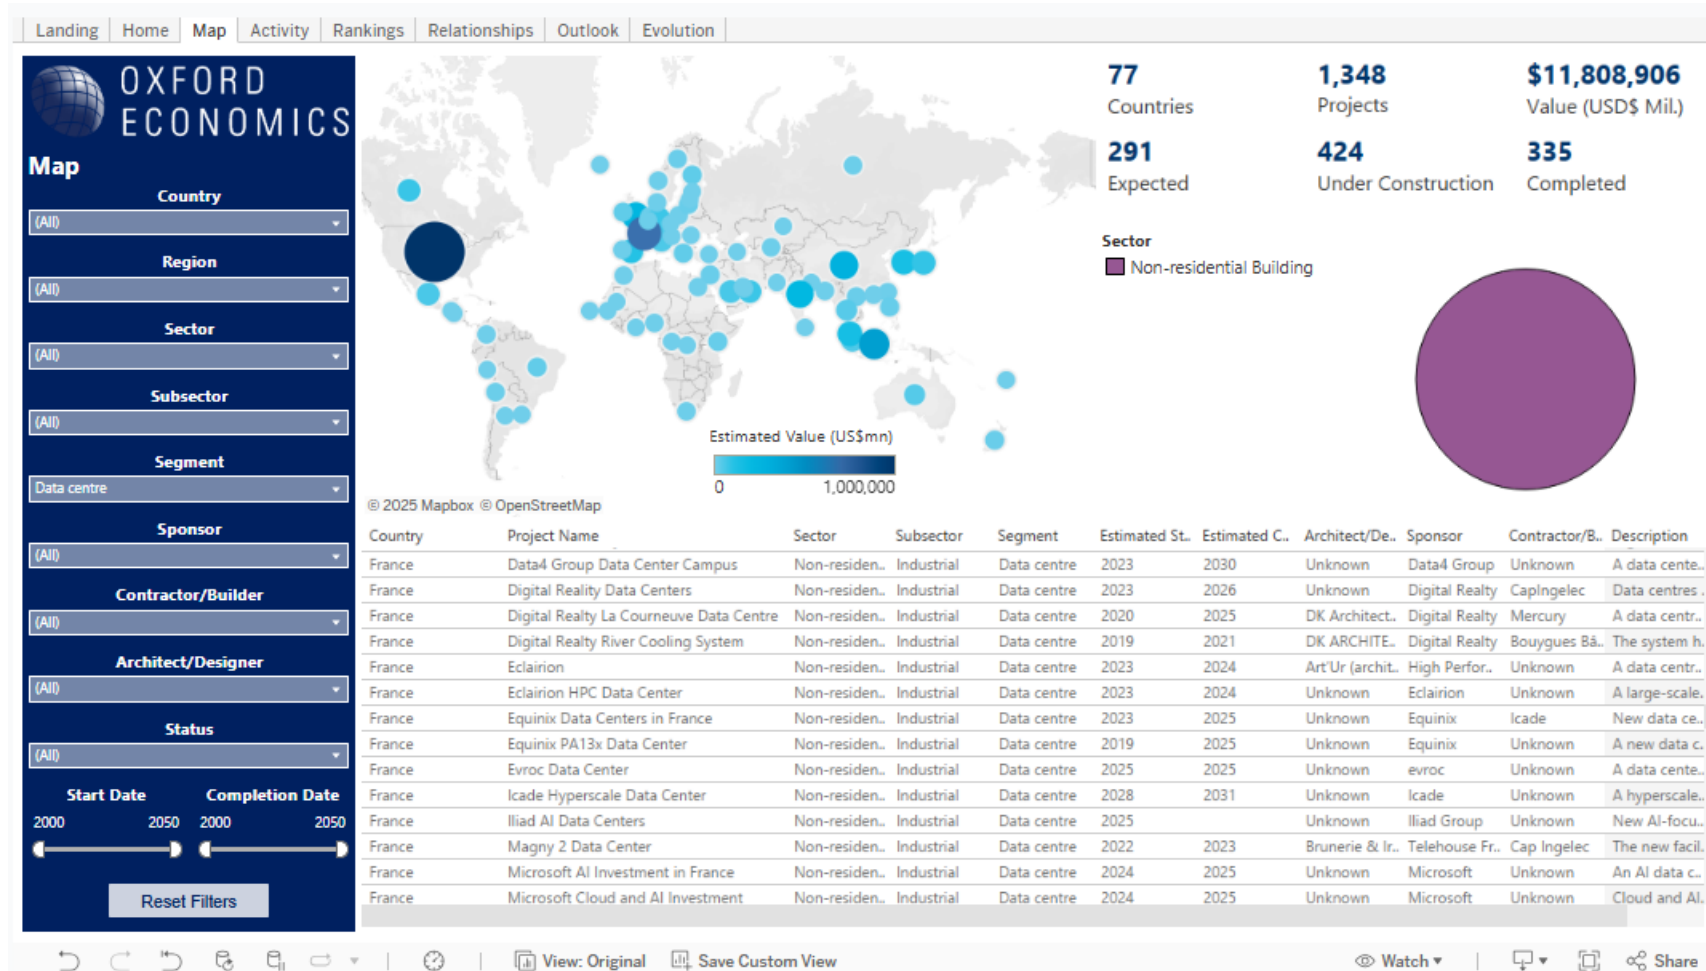 Landing Home Map Activity Rankings Relationships Outlook Evolution
OXFORD
ECONOMICS
Map
Country
(All)
Region
(All)
Sector
(All)
Subsector
(All)
Segment
Data centre
Sponsor
(All)
Contractor/Builder
(All)
Architect/Designer
(All)
Status
(All)
Start Date Completion Date
2000 2050 2000 2050
Reset Filters
Estimated Value (US$mn)
0 1,000,000
© 2025 Mapbox © OpenStreetMap
77 1,348 $11,808,906
Countries Projects Value (USD$ Mil.)
291 424 335
Expected Under Construction Completed
Sector
Non-residential Building
Country Project Name Sector Subsector Segment Estimated St.. Estimated C.. Architect/De.. Sponsor Contractor/B.. Description
France Data4 Group Data Center Campus Non-residen.. Industrial Data centre 2023 2030 Unknown Data4 Group Unknown A data cente..
France Digital Reality Data Centers Non-residen.. Industrial Data centre 2023 2026 Unknown Digital Realty CapIngelec Data centres .
France Digital Realty La Courneuve Data Centre Non-residen.. Industrial Data centre 2020 2025 DK Architect.. Digital Realty Mercury A data centr..
France Digital Realty River Cooling System Non-residen.. Industrial Data centre 2019 2021 DK ARCHITE.. Digital Realty Bouygues Bâ.. The system h.
France Eclairion Non-residen.. Industrial Data centre 2023 2024 Art'Ur (archit.. High Perfor.. Unknown A data centr..
France Eclairion HPC Data Center Non-residen.. Industrial Data centre 2023 2024 Unknown Eclairion Unknown A large-scale.
France Equinix Data Centers in France Non-residen.. Industrial Data centre 2023 2025 Unknown Equinix Icade New data ce..
France Equinix PA13x Data Center Non-residen.. Industrial Data centre 2019 2025 Unknown Equinix Unknown A new data c.
France Evroc Data Center Non-residen.. Industrial Data centre 2025 2025 Unknown evroc Unknown A data cente..
France Icade Hyperscale Data Center Non-residen.. Industrial Data centre 2028 2031 Unknown Icade Unknown A hyperscale..
France Iliad AI Data Centers Non-residen.. Industrial Data centre 2025 Unknown Iliad Group Unknown New AI-focu..
France Magny 2 Data Center Non-residen.. Industrial Data centre 2022 2023 Brunerie & Ir.. Telehouse Fr.. Cap Ingelec The new facil.
France Microsoft AI Investment in France Non-residen.. Industrial Data centre 2024 2025 Unknown Microsoft Unknown An AI data c..
France Microsoft Cloud and AI Investment Non-residen.. Industrial Data centre 2024 2025 Unknown Microsoft Unknown Cloud and AI.
View: Original Save Custom View Watch Share